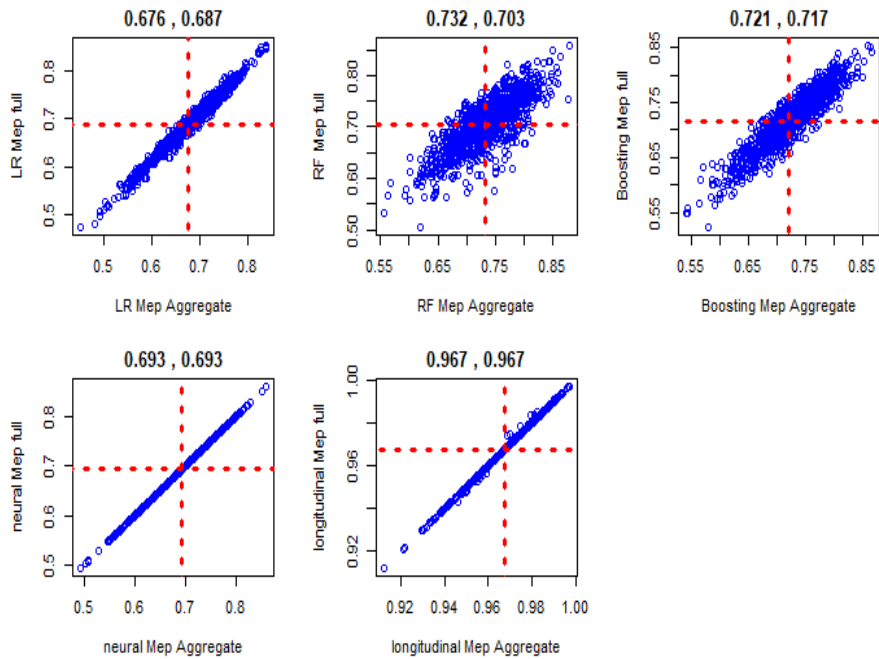 0.676 , 0.687
LR Mep full
0.5 0.6 0.7 0.8
0.5 0.6 0.7 0.8
LR Mep Aggregate
0.732 , 0.703
RF Mep full
0.50 0.60 0.70 0.80
0.55 0.65 0.75 0.85
RF Mep Aggregate
0.721 , 0.717
Boosting Mep full
0.55 0.65 0.75 0.85
0.55 0.65 0.75 0.85
Boosting Mep Aggregate
0.693 , 0.693
neural Mep full
0.5 0.6 0.7 0.8
0.5 0.6 0.7 0.8
neural Mep Aggregate
0.967 , 0.967
longitudinal Mep full
0.92 0.96 1.00
0.92 0.94 0.96 0.98 1.00
longitudinal Mep Aggregate